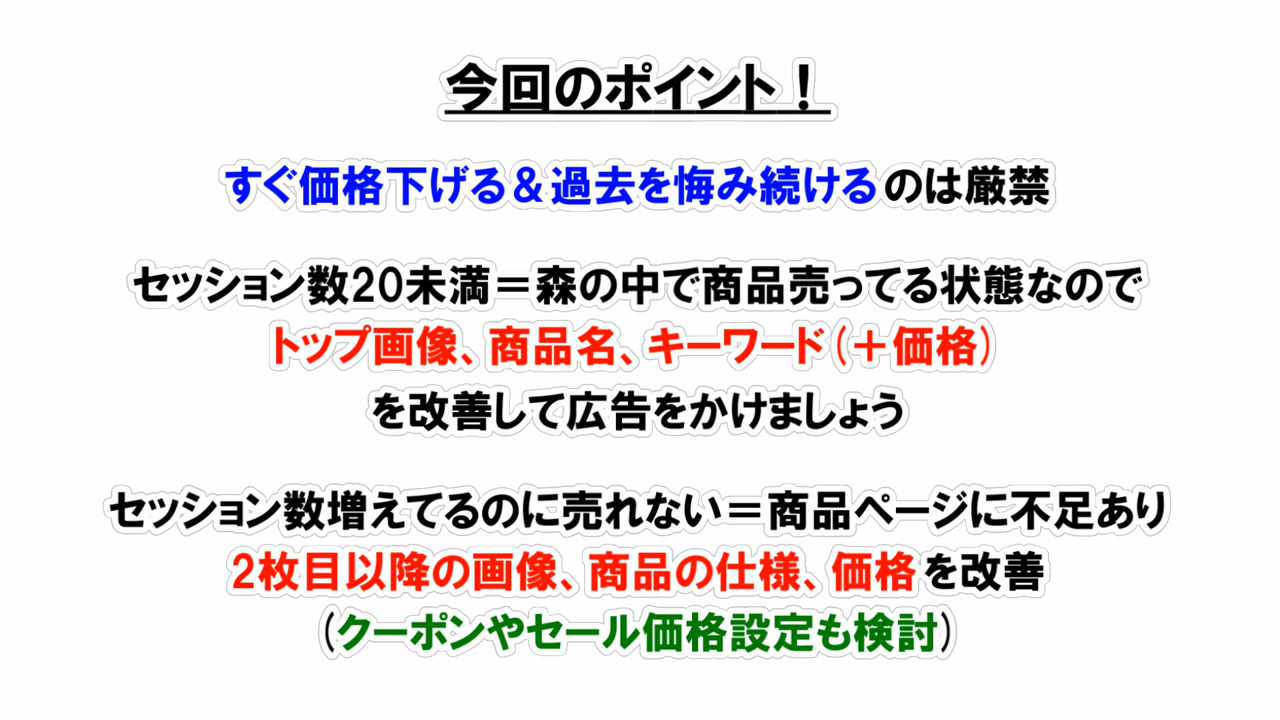 今回のポイント！
すぐ価格下げる＆過去を悔み続けるのは厳禁
セッション数20未満＝森の中で商品売ってる状態なので
トップ画像、商品名、キーワード(＋価格)
を改善して広告をかけましょう
セッション数増えてるのに売れない＝商品ページに不足あり
2枚目以降の画像、商品の仕様、価格を改善
(クーポンやセール価格設定も検討)